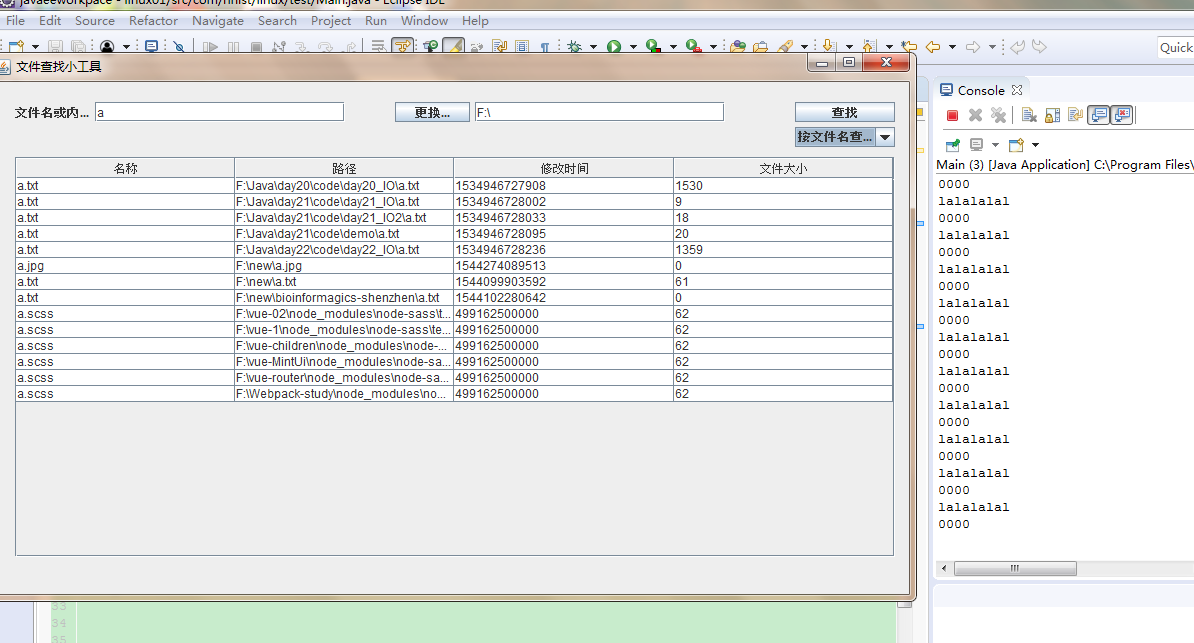 javaeeworkpace - linux01/src/com/hhist/linux/test/Main.java - Eclipse IDE
File Edit Source Refactor Navigate Search Project Run Window Help
Quick
文件查找小工具
文件名或内... a 更换... F:\ 查找
按文件名查...
名称 路径 修改时间 文件大小
a.txt F:\Java\day20\code\day20_IO\a.txt 1534946727908 1530
a.txt F:\Java\day21\code\day21_IO\a.txt 1534946728002 9
a.txt F:\Java\day21\code\day21_IO2\a.txt 1534946728033 18
a.txt F:\Java\day21\code\demo\a.txt 1534946728095 20
a.txt F:\Java\day22\code\day22_IO\a.txt 1534946728236 1359
a.jpg F:\new\a.jpg 1544274089513 0
a.txt F:\new\a.txt 1544099903592 61
a.txt F:\new\bioinformagics-shenzhen\a.txt 1544102280642 0
a.scss F:\vue-02\node_modules\node-sass\t... 499162500000 62
a.scss F:\vue-1\node_modules\node-sass\te... 499162500000 62
a.scss F:\vue-children\node_modules\node-... 499162500000 62
a.scss F:\vue-MintUi\node_modules\node-sa... 499162500000 62
a.scss F:\vue-router\node_modules\node-sa... 499162500000 62
a.scss F:\Webpack-study\node_modules\no... 499162500000 62
Console
Main (3) [Java Application] C:\Program Files\
0000
lalalalal
0000
lalalalal
0000
lalalalal
0000
lalalalal
0000
lalalalal
0000
lalalalal
0000
lalalalal
0000
lalalalal
0000
lalalalal
0000
lalalalal
0000
33
34
35